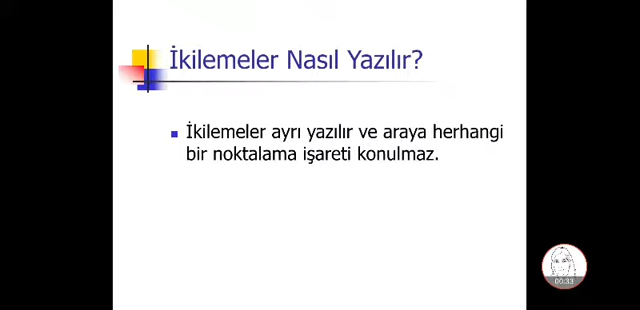 İkilemeler Nasıl Yazılır?
İkilemeler ayrı yazılır ve araya herhangi
bir noktalama işareti konulmaz.
00:33